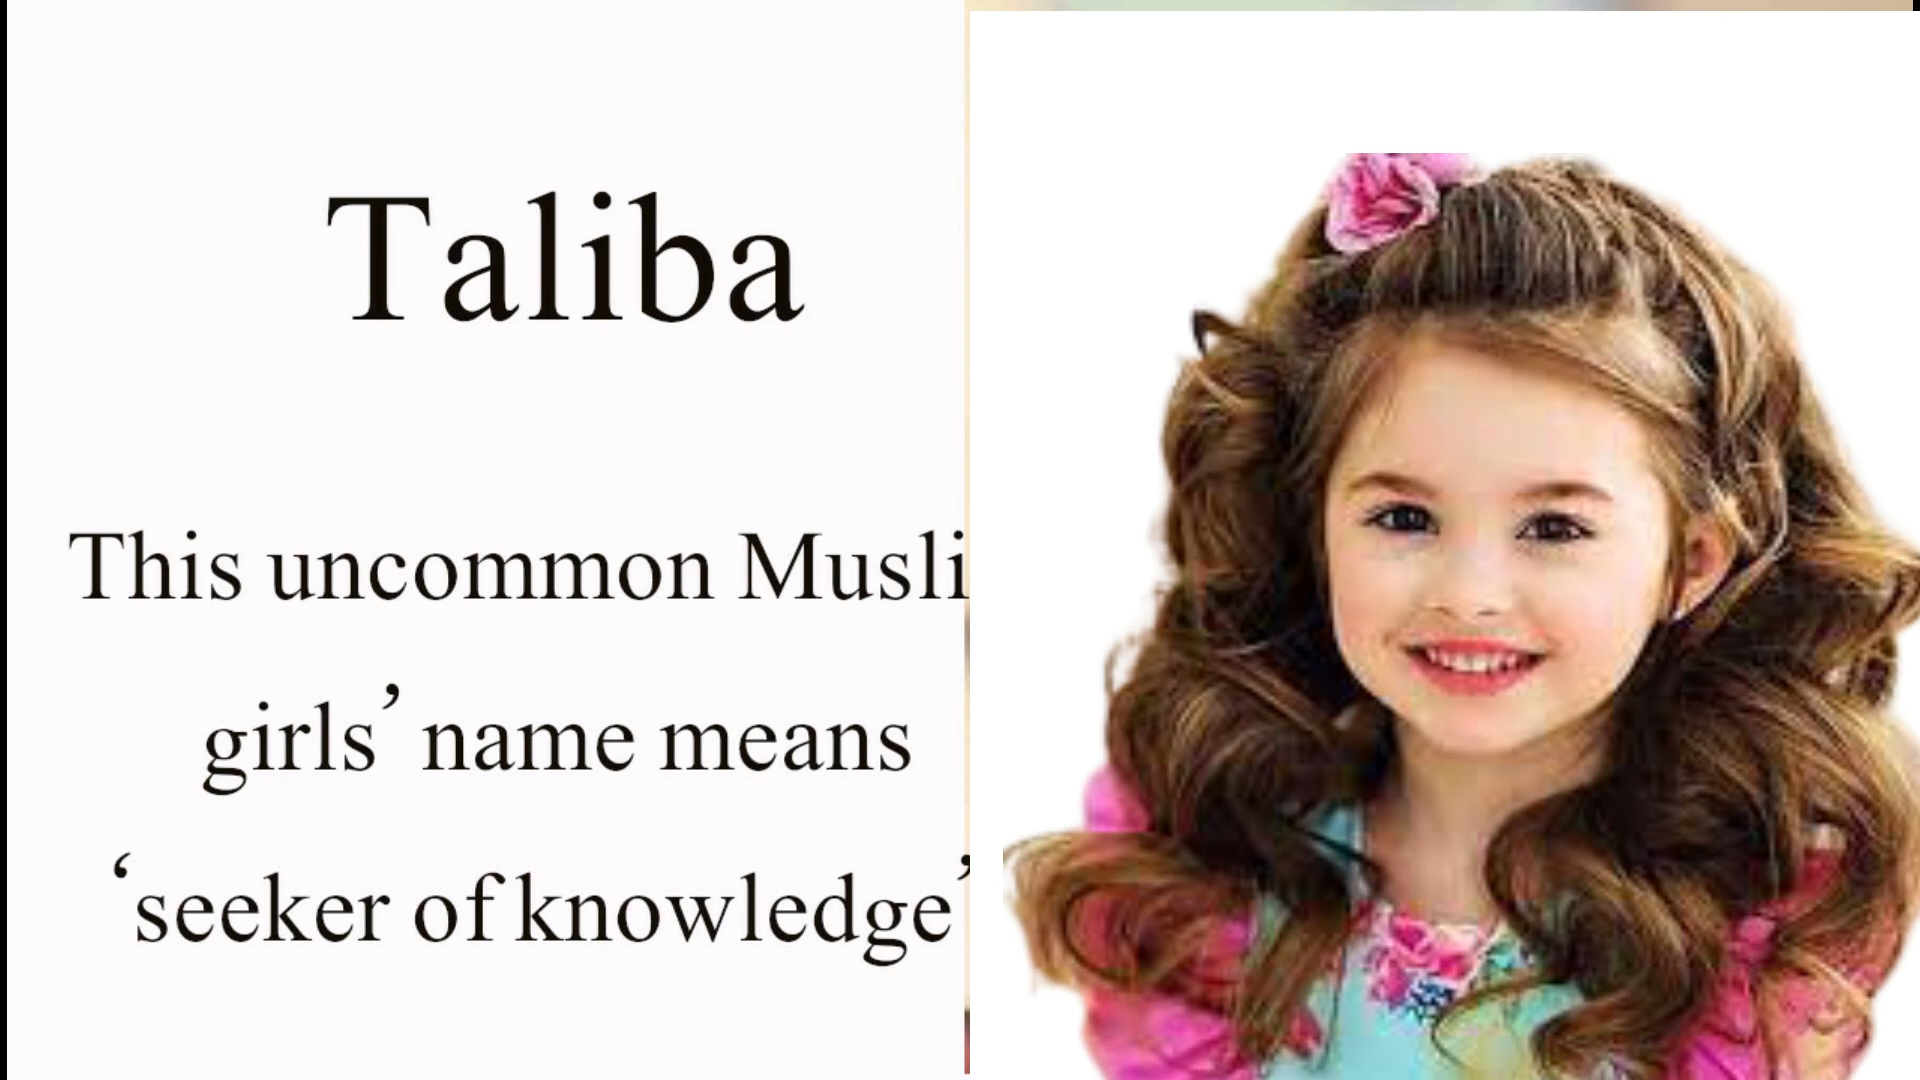 Taliba
This uncommon Musli
girls’ name means
‘seeker of knowledge’